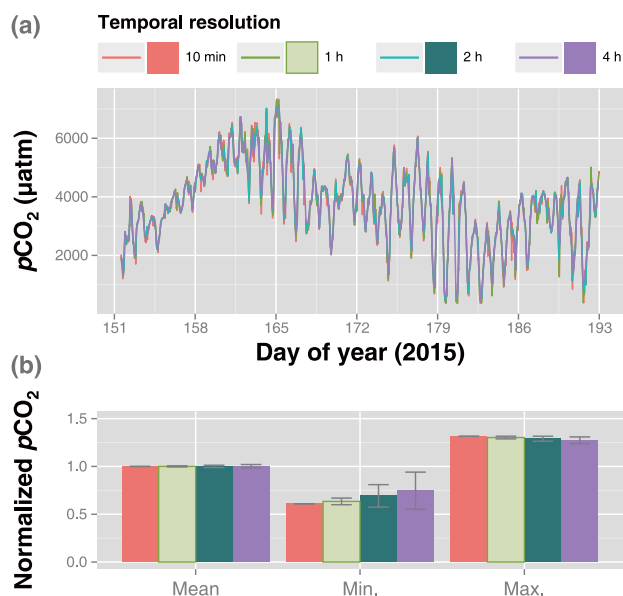 (a)
Temporal resolution
10 min 1 h 2 h 4 h
pCO2 (µatm)
6000
4000
2000
151 158 165 172 179 186 193
Day of year (2015)
(b)
Normalized pCO2
1.5
1.0
0.5
0.0
Mean Min, Max,